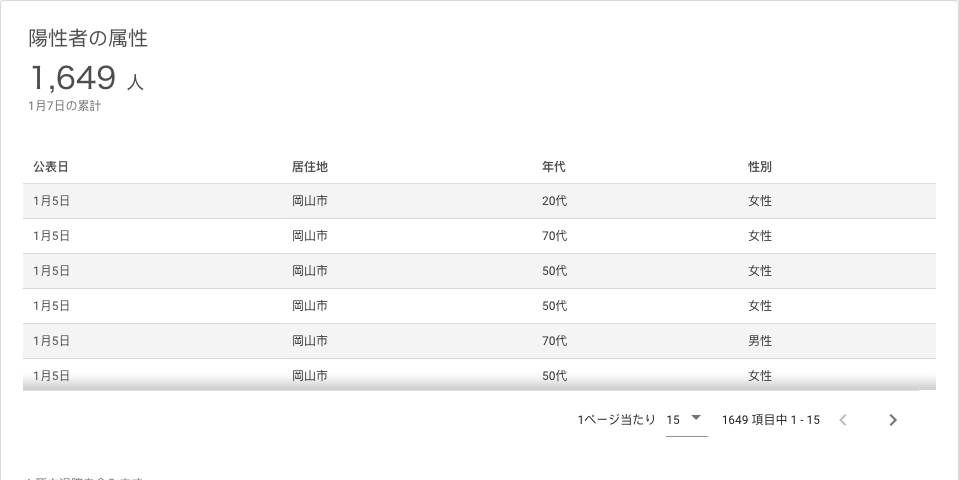 陽性者の属性
1,649 人
1月7日の累計
公表日 居住地 年代 性別
1月5日 岡山市 20代 女性
1月5日 岡山市 70代 女性
1月5日 岡山市 50代 女性
1月5日 岡山市 50代 女性
1月5日 岡山市 70代 男性
1月5日 岡山市 50代 女性
1ページ当たり 15 1649 項目中 1 - 15